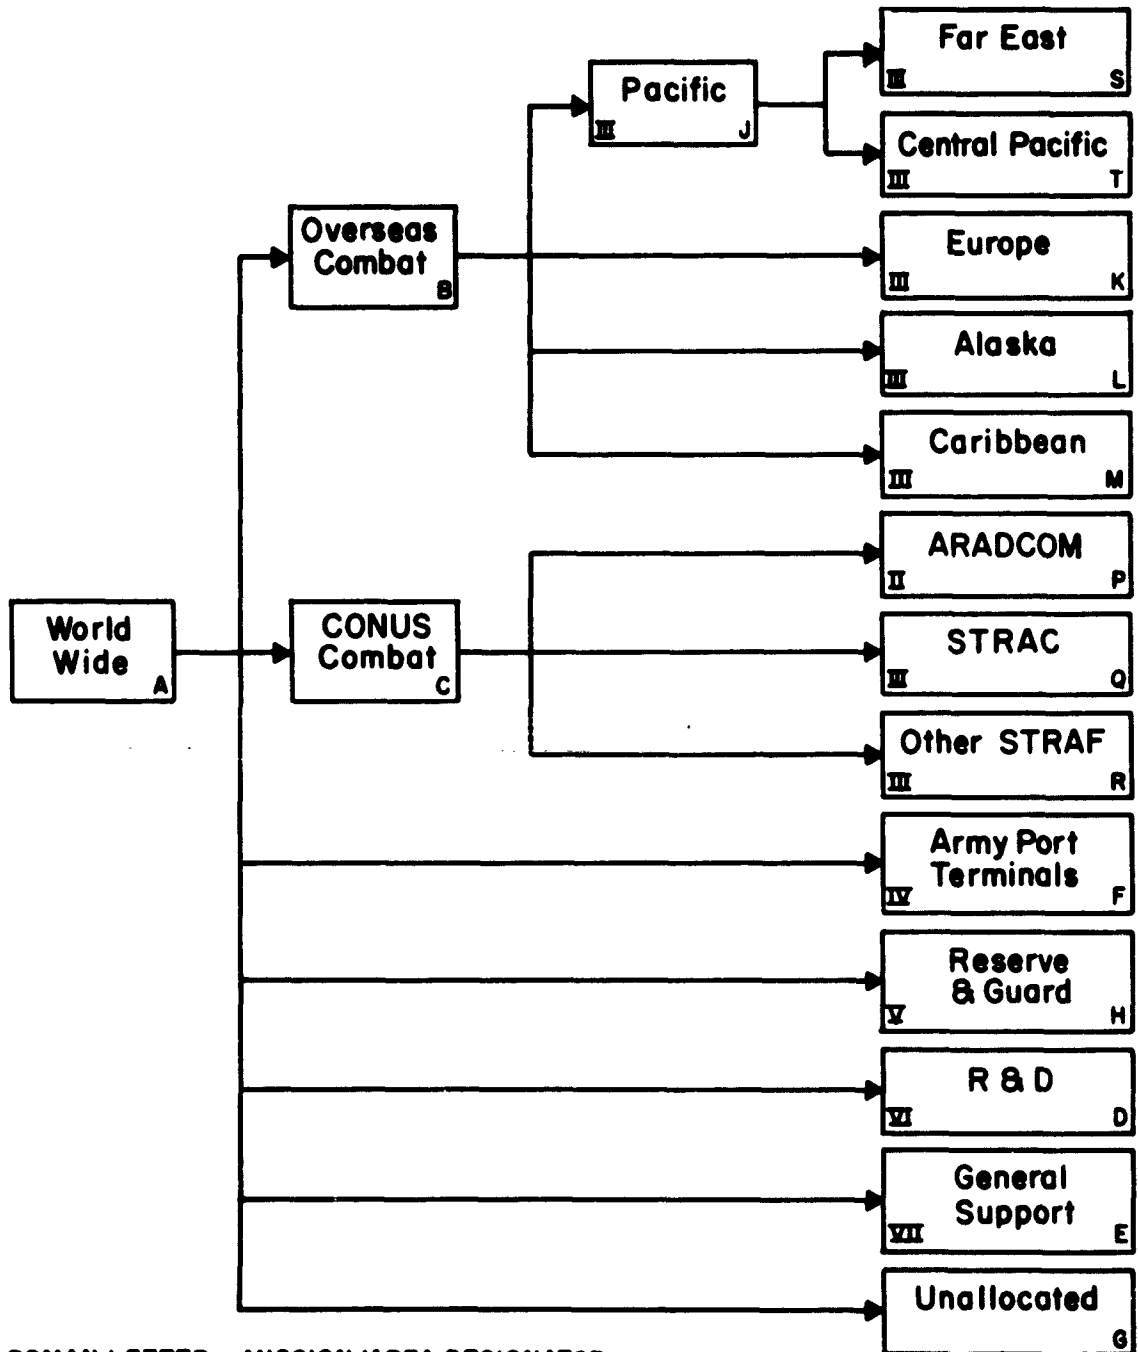 Far East
III S
Pacific
III J
Central Pacific
III T
Overseas
Combat
B
Europe
III K
Alaska
III L
Caribbean
III M
ARADCOM
II P
World
Wide
A
CONUS
Combat
C
STRAC
III Q
Other STRAF
III R
Army Port
Terminals
IV F
Reserve
& Guard
V H
R & D
VI D
General
Support
VII E
Unallocated
G